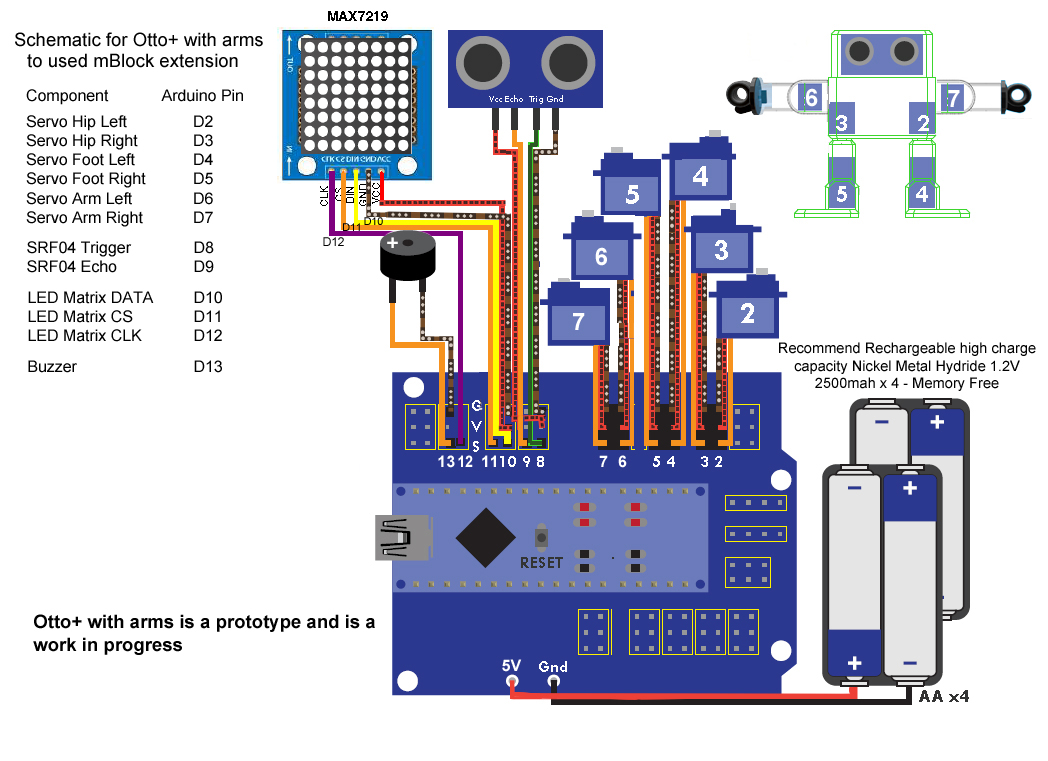 MAX7219
Schematic for Otto+ with arms
to used mBlock extension
Component Arduino Pin
Servo Hip Left D2
Servo Hip Right D3
Servo Foot Left D4
Servo Foot Right D5
Servo Arm Left D6
Servo Arm Right D7
SRF04 Trigger D8
SRF04 Echo D9
LED Matrix DATA D10
LED Matrix CS D11
LED Matrix CLK D12
Buzzer D13
CLK CS DIN GND VCC
CLK
CS
DIN
GND
VCC
D10
D11
D12
+
Vcc Echo Trig Gnd
6
7
3
2
5
4
5
4
6
3
7
2
Recommend Rechargeable high charge
capacity Nickel Metal Hydride 1.2V
2500mah x 4 - Memory Free
G
V
S
13 12 11 10 9 8 7 6 5 4 3 2
RESET
Otto+ with arms is a prototype and is a
work in progress
5V Gnd
− +
− +
+ −
AA x4